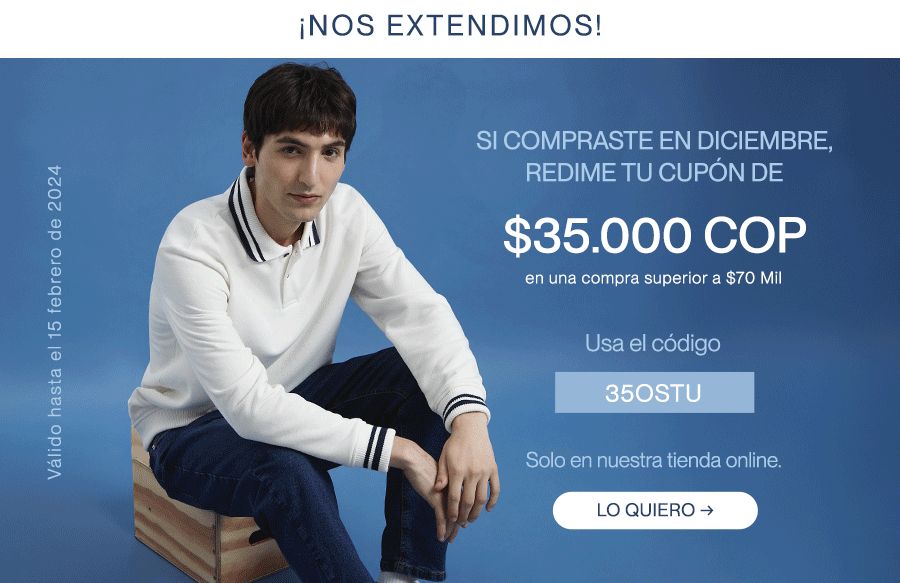 ¡NOS EXTENDIMOS!
Válido hasta el 15 febrero de 2024
SI COMPRASTE EN DICIEMBRE,
REDIME TU CUPÓN DE
$35.000 COP
en una compra superior a $70 Mil
Usa el código
35OSTU
Solo en nuestra tienda online.
LO QUIERO →